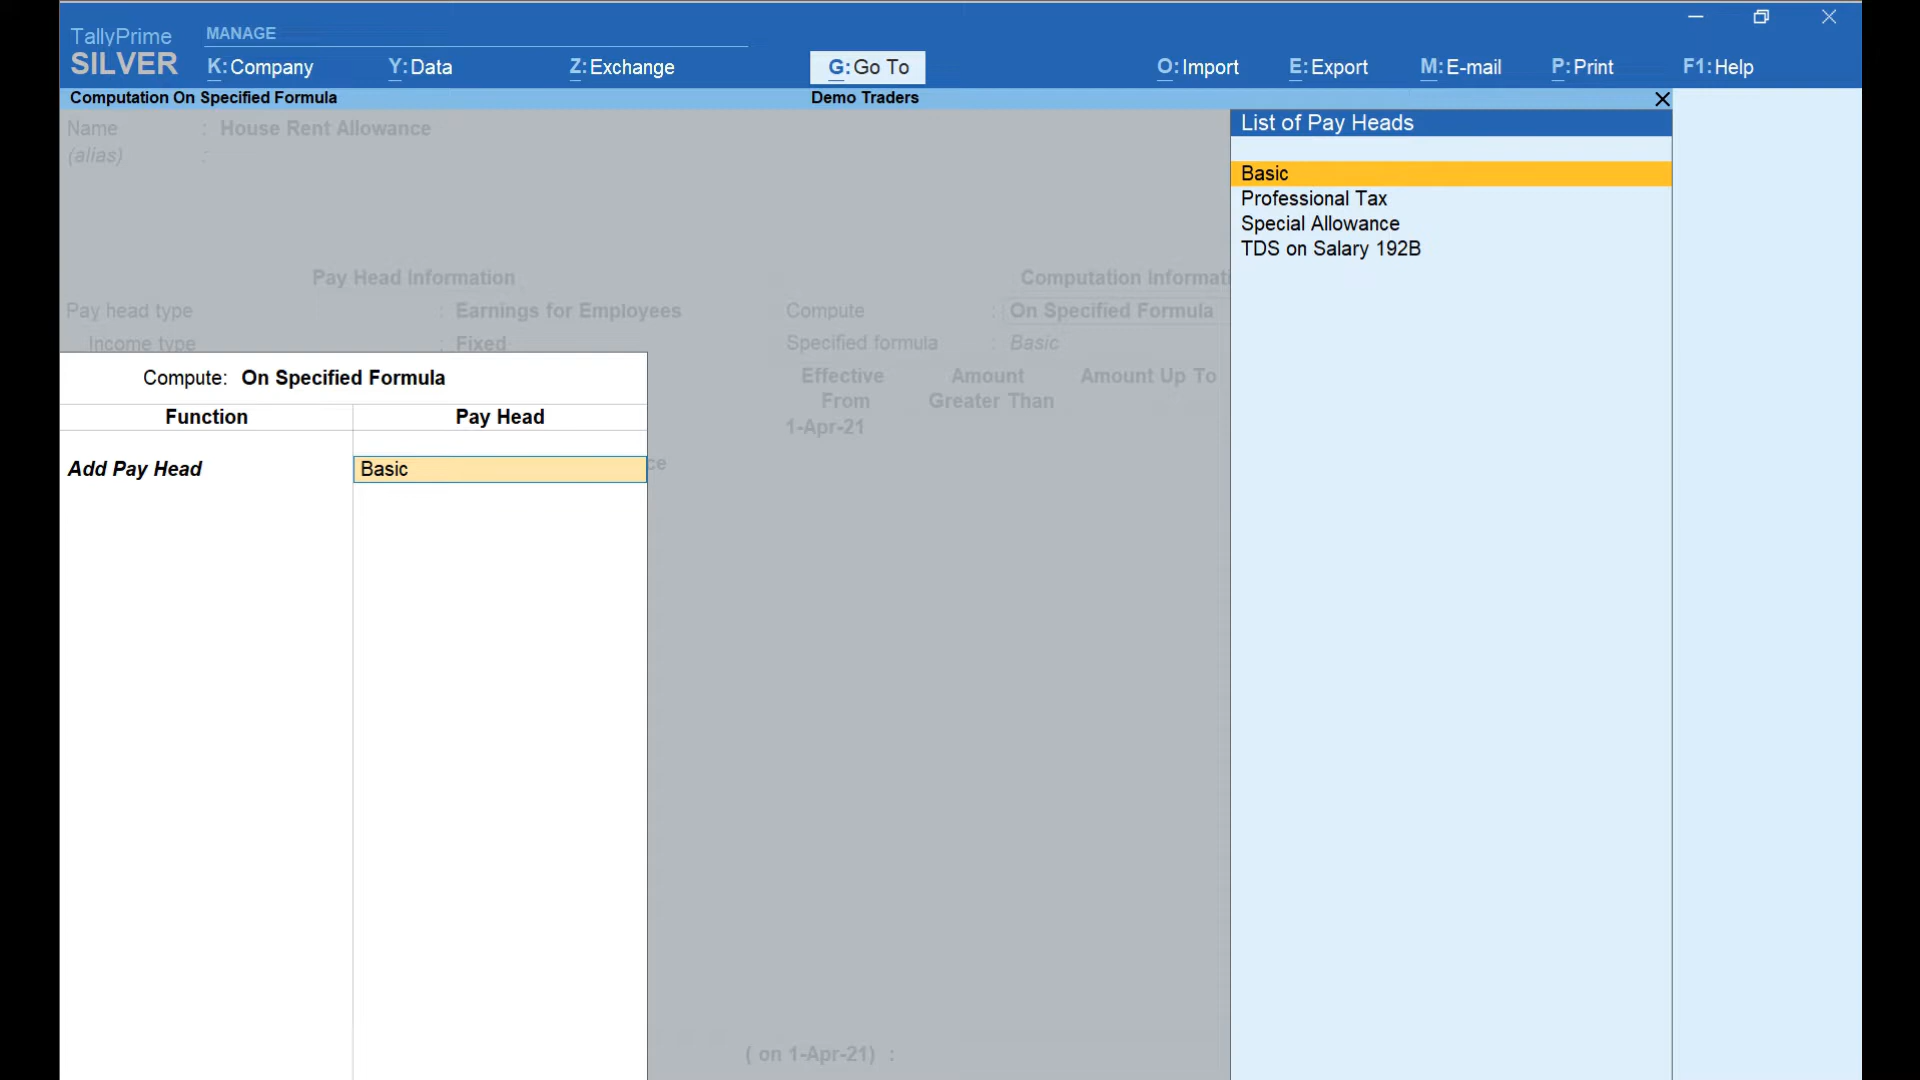 TallyPrime
SILVER
MANAGE
K:Company
Y:Data
Z:Exchange
G:Go To
O:Import
E:Export
M:E-mail
P:Print
F1:Help
Computation On Specified Formula
Demo Traders
Name : House Rent Allowance
(alias) :
Pay Head Information
Pay head type : Earnings for Employees
Income type : Fixed
Computation Informati
Compute : On Specified Formula
Specified formula : Basic
Effective From
Amount Greater Than
Amount Up To
1-Apr-21
ce
Compute: On Specified Formula
Function Pay Head
Add Pay Head Basic
( on 1-Apr-21) :
List of Pay Heads
Basic
Professional Tax
Special Allowance
TDS on Salary 192B